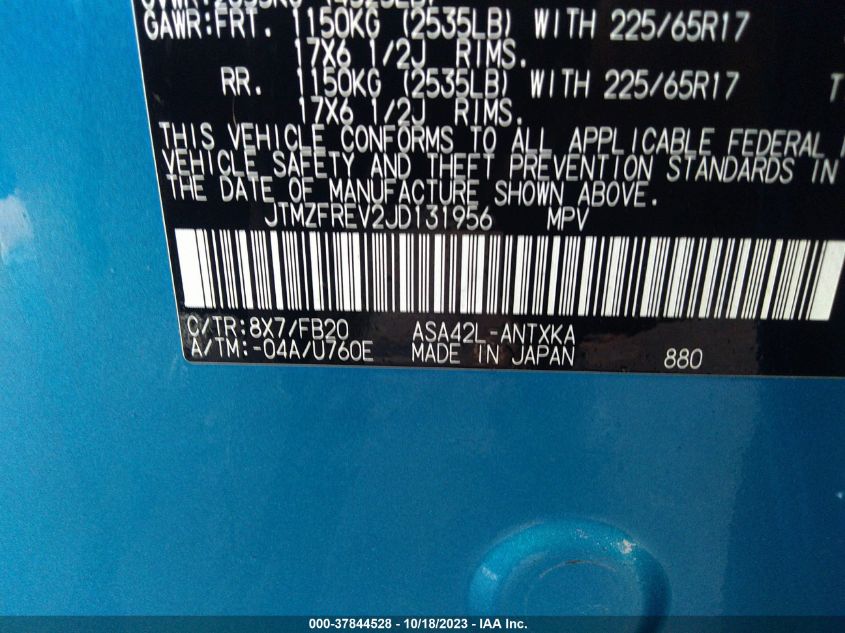 GAWR:FRT. 1150KG (2535LB) WITH 225/65R17
17X6 1/2J RIMS.
RR. 1150KG (2535LB) WITH 225/65R17 T
17X6 1/2J RIMS.
THIS VEHICLE CONFORMS TO ALL APPLICABLE FEDERAL
VEHICLE SAFETY AND THEFT PREVENTION STANDARDS IN
THE DATE OF MANUFACTURE SHOWN ABOVE.
JTMZFREV2JD131956 MPV
C/TR:8X7/FB20 ASA42L-ANTXKA
A/TM:-04A/U760E MADE IN JAPAN 880
000-37844528 - 10/18/2023 - IAA Inc.